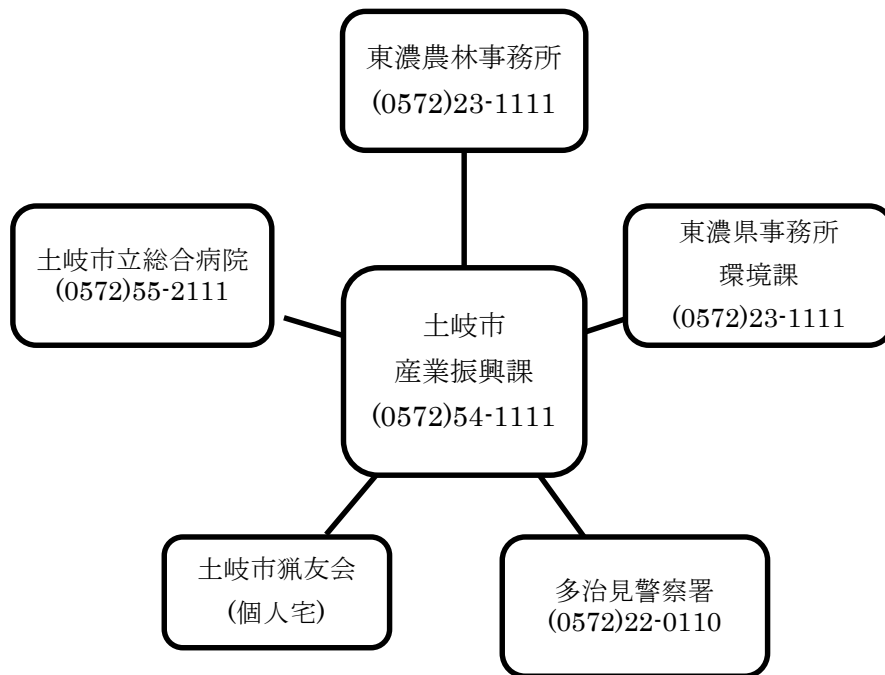 東濃農林事務所
(0572)23-1111
土岐市立総合病院
(0572)55-2111
東濃県事務所
環境課
(0572)23-1111
土岐市
産業振興課
(0572)54-1111
土岐市猟友会
(個人宅)
多治見警察署
(0572)22-0110